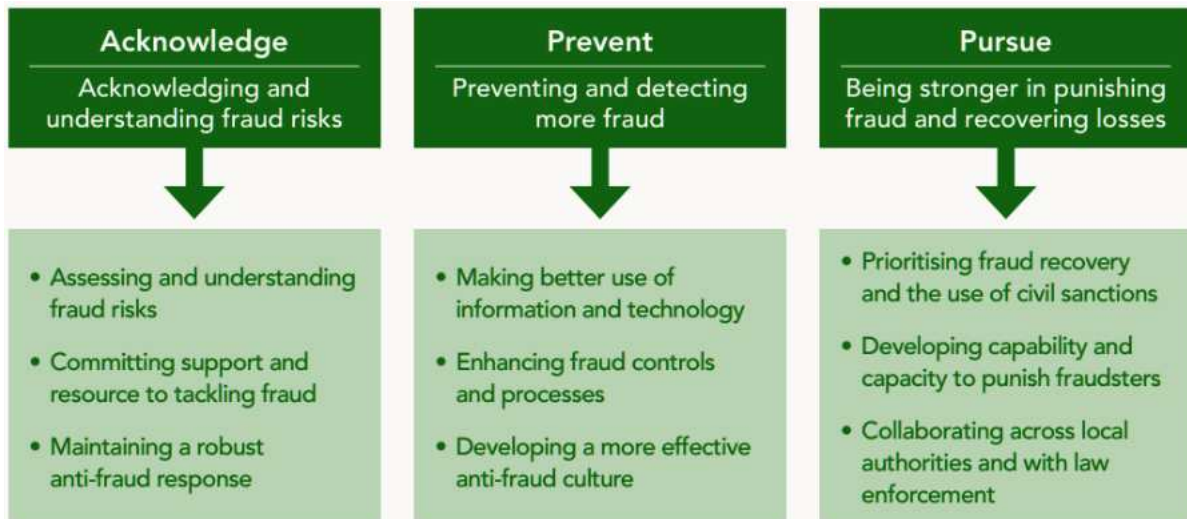 Acknowledge
Acknowledging and
understanding fraud risks
• Assessing and understanding
fraud risks
• Committing support and
resource to tackling fraud
• Maintaining a robust
anti-fraud response
Prevent
Preventing and detecting
more fraud
• Making better use of
information and technology
• Enhancing fraud controls
and processes
• Developing a more effective
anti-fraud culture
Pursue
Being stronger in punishing
fraud and recovering losses
• Prioritising fraud recovery
and the use of civil sanctions
• Developing capability and
capacity to punish fraudsters
• Collaborating across local
authorities and with law
enforcement